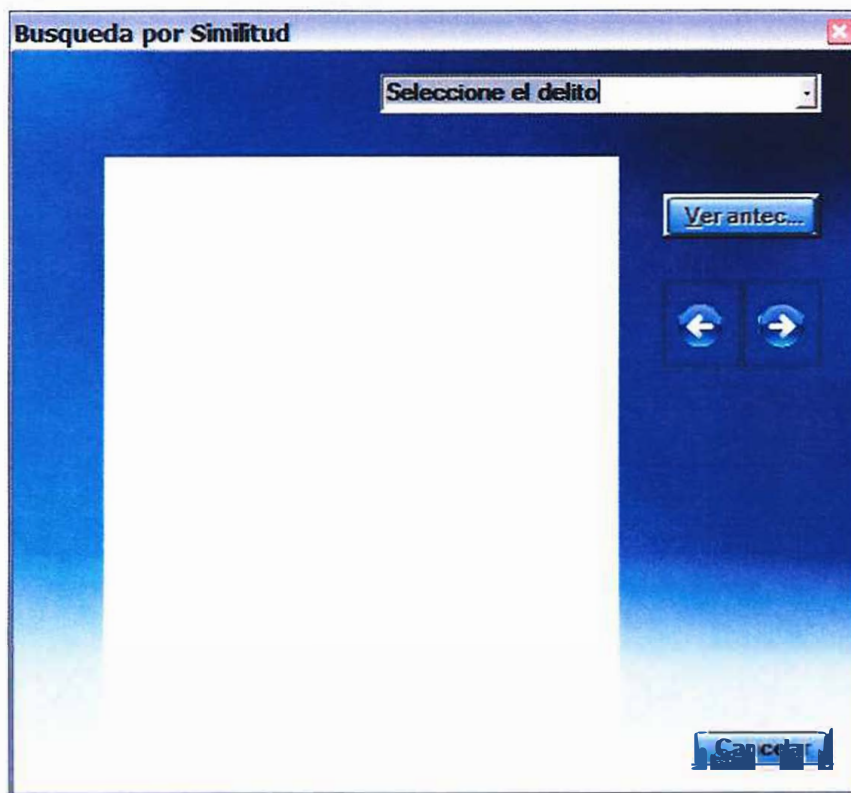 Busqueda por Similitud
Seleccione el delito
Ver antec...
Cancelar